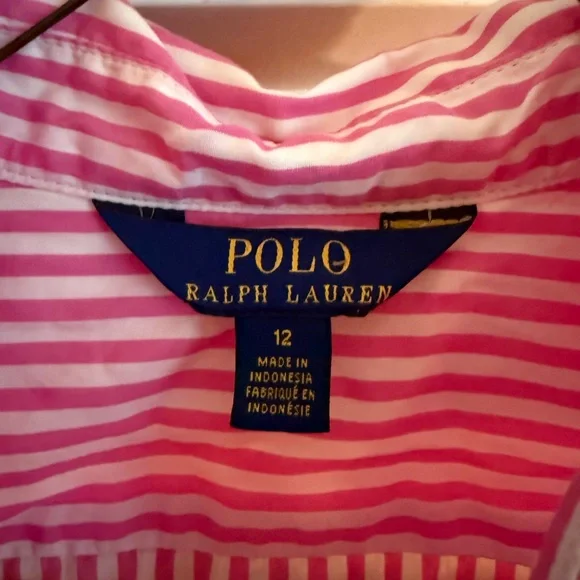 POLO
RALPH LAUREN
12
MADE IN
INDONESIA
FABRIQUÉ EN
INDONÉSIE